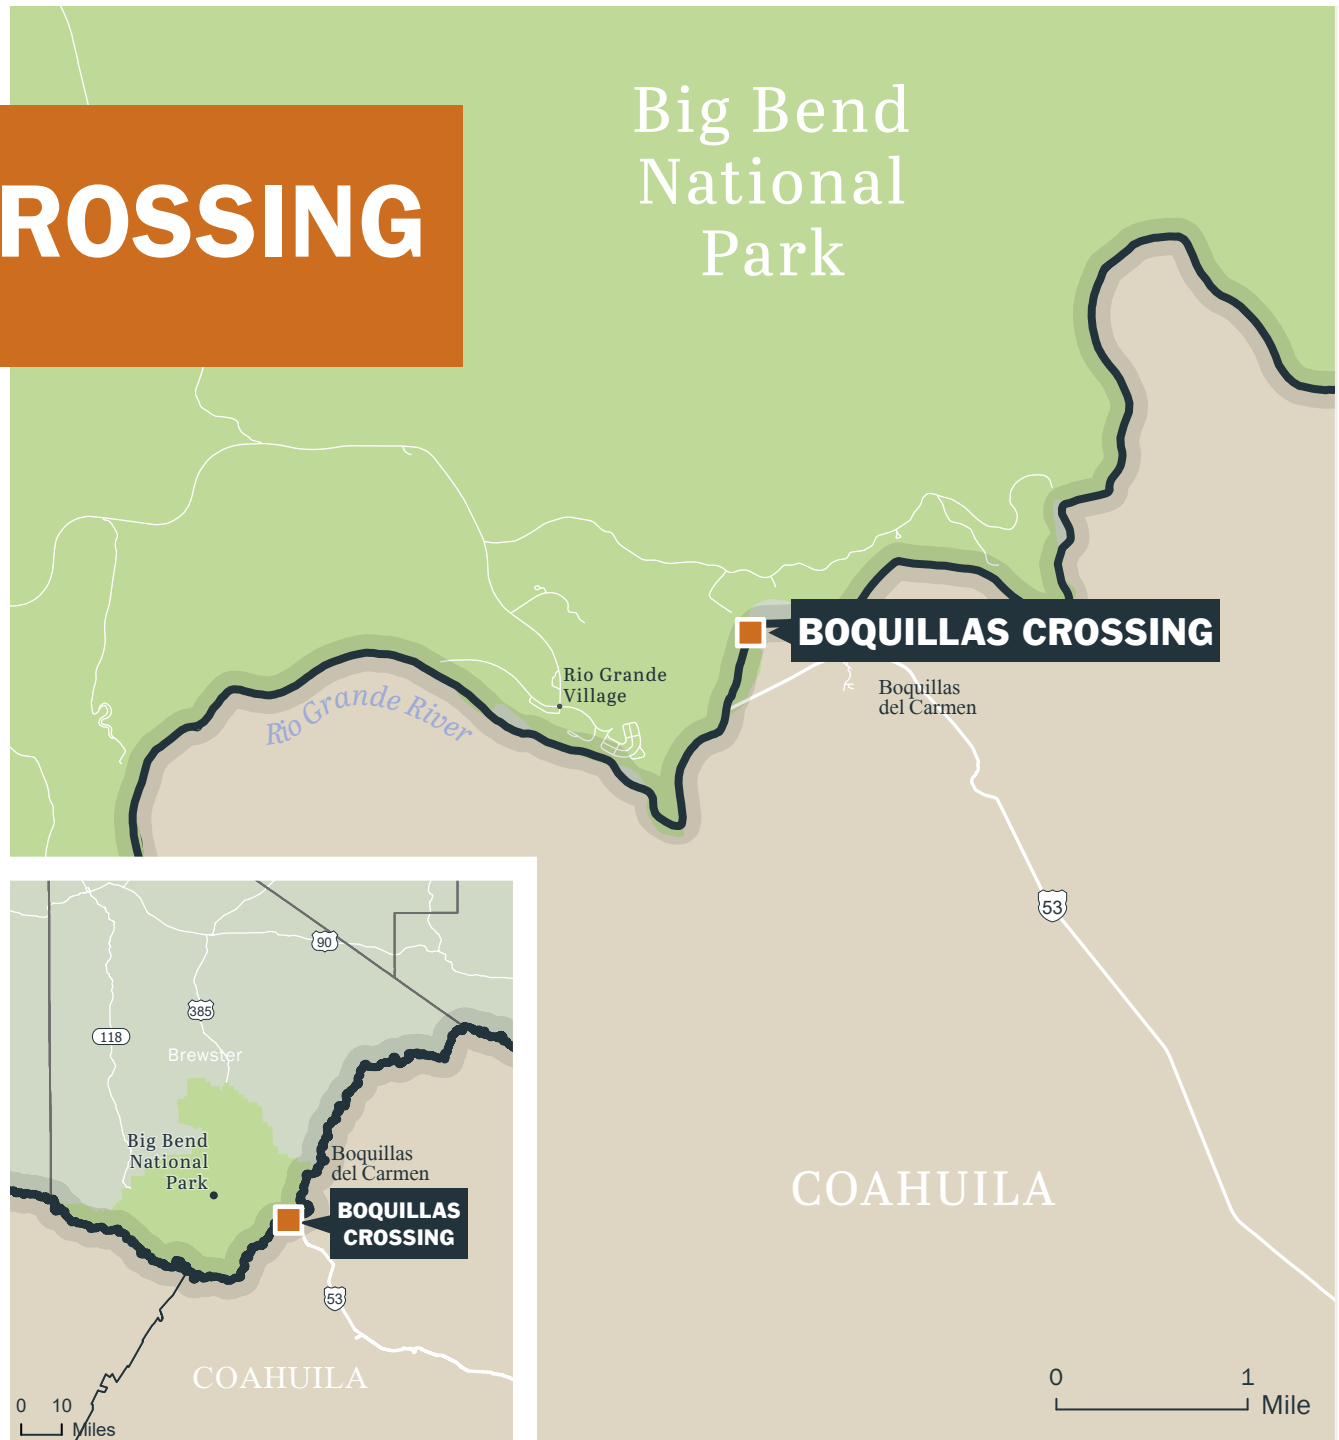 Big Bend
National
Park
ROSSING
BOQUILLAS CROSSING
Rio Grande
Village
Rio Grande River
Boquillas
del Carmen
53
COAHUILA
0 1
Mile
90
385
118
Brewster
Big Bend
National
Park
Boquillas
del Carmen
BOQUILLAS
CROSSING
53
COAHUILA
0 10
Miles